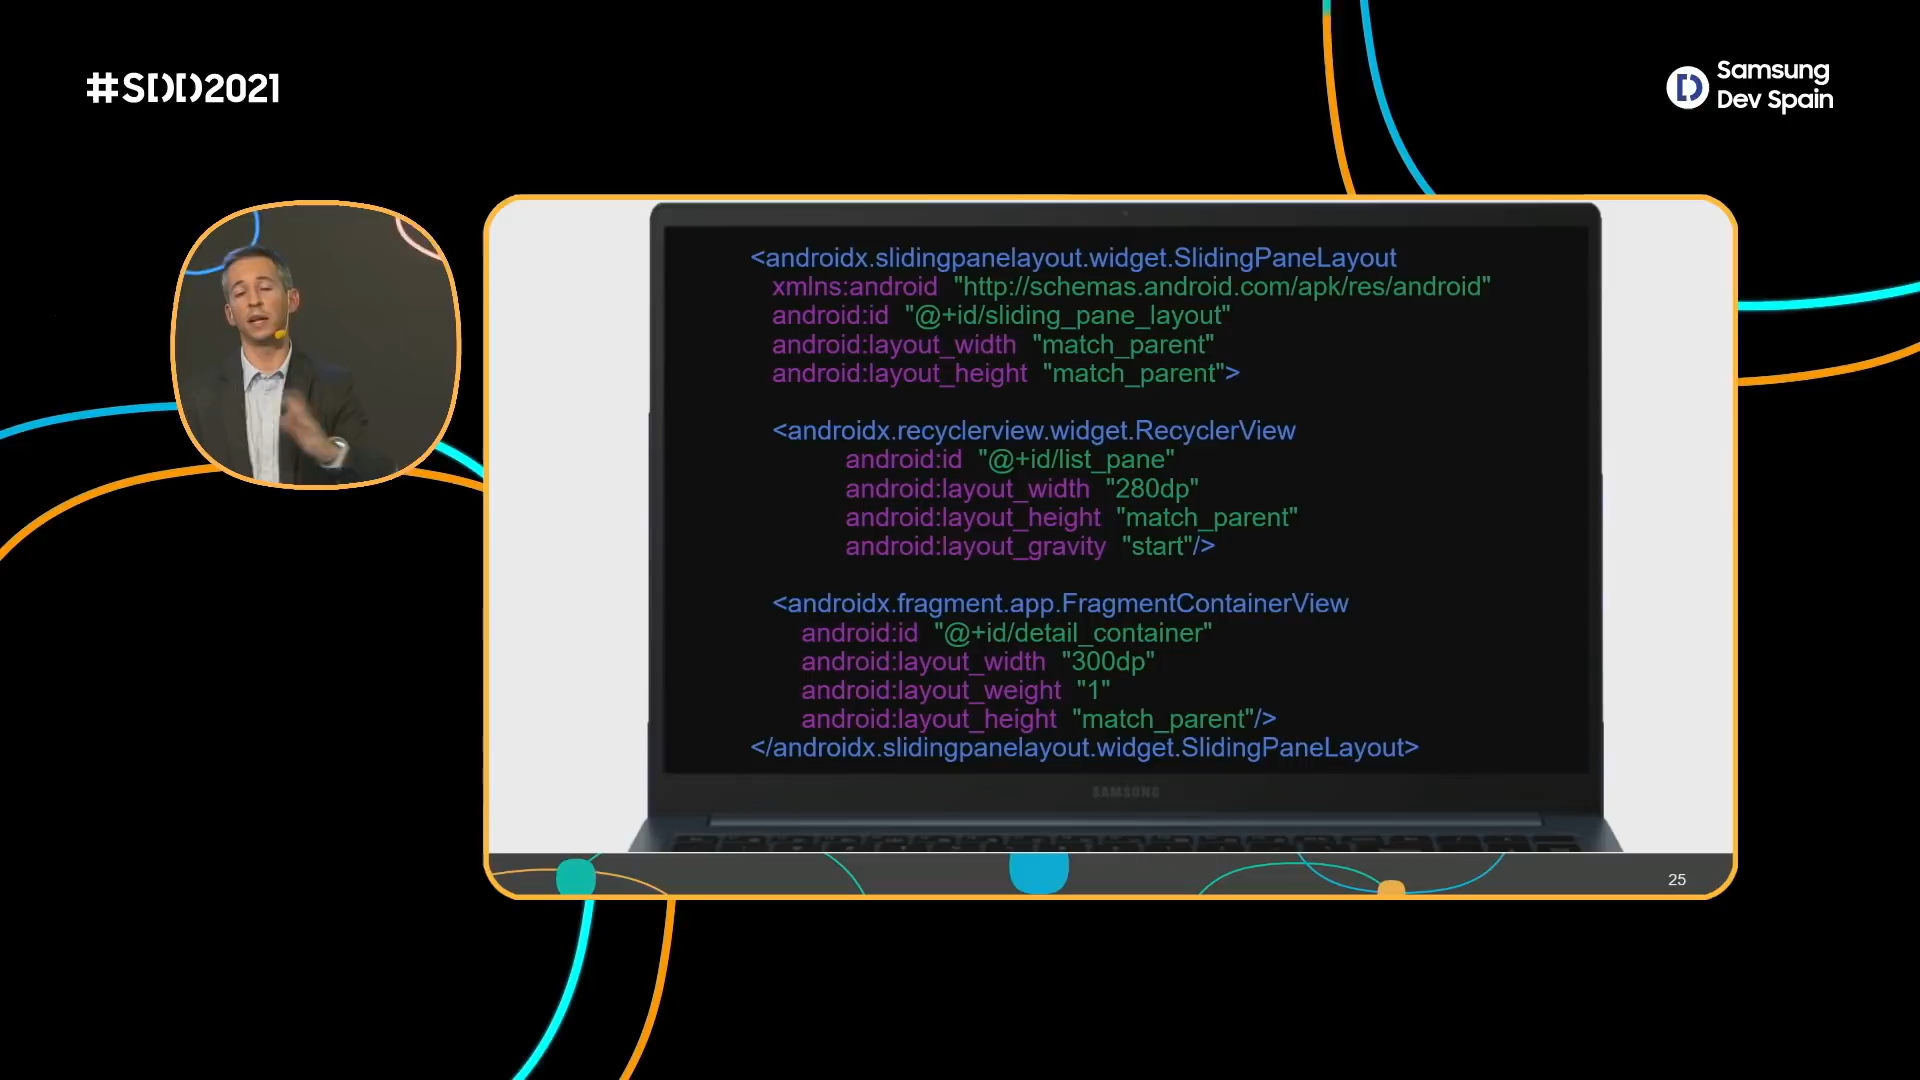 #SDD2021
Samsung
Dev Spain
<androidx.slidingpanelayout.widget.SlidingPaneLayout
xmlns:android "http://schemas.android.com/apk/res/android"
android:id "@+id/sliding_pane_layout"
android:layout_width "match_parent"
android:layout_height "match_parent">
<androidx.recyclerview.widget.RecyclerView
android:id "@+id/list_pane"
android:layout_width "280dp"
android:layout_height "match_parent"
android:layout_gravity "start"/>
<androidx.fragment.app.FragmentContainerView
android:id "@+id/detail_container"
android:layout_width "300dp"
android:layout_weight "1"
android:layout_height "match_parent"/>
</androidx.slidingpanelayout.widget.SlidingPaneLayout>
SAMSUNG
25